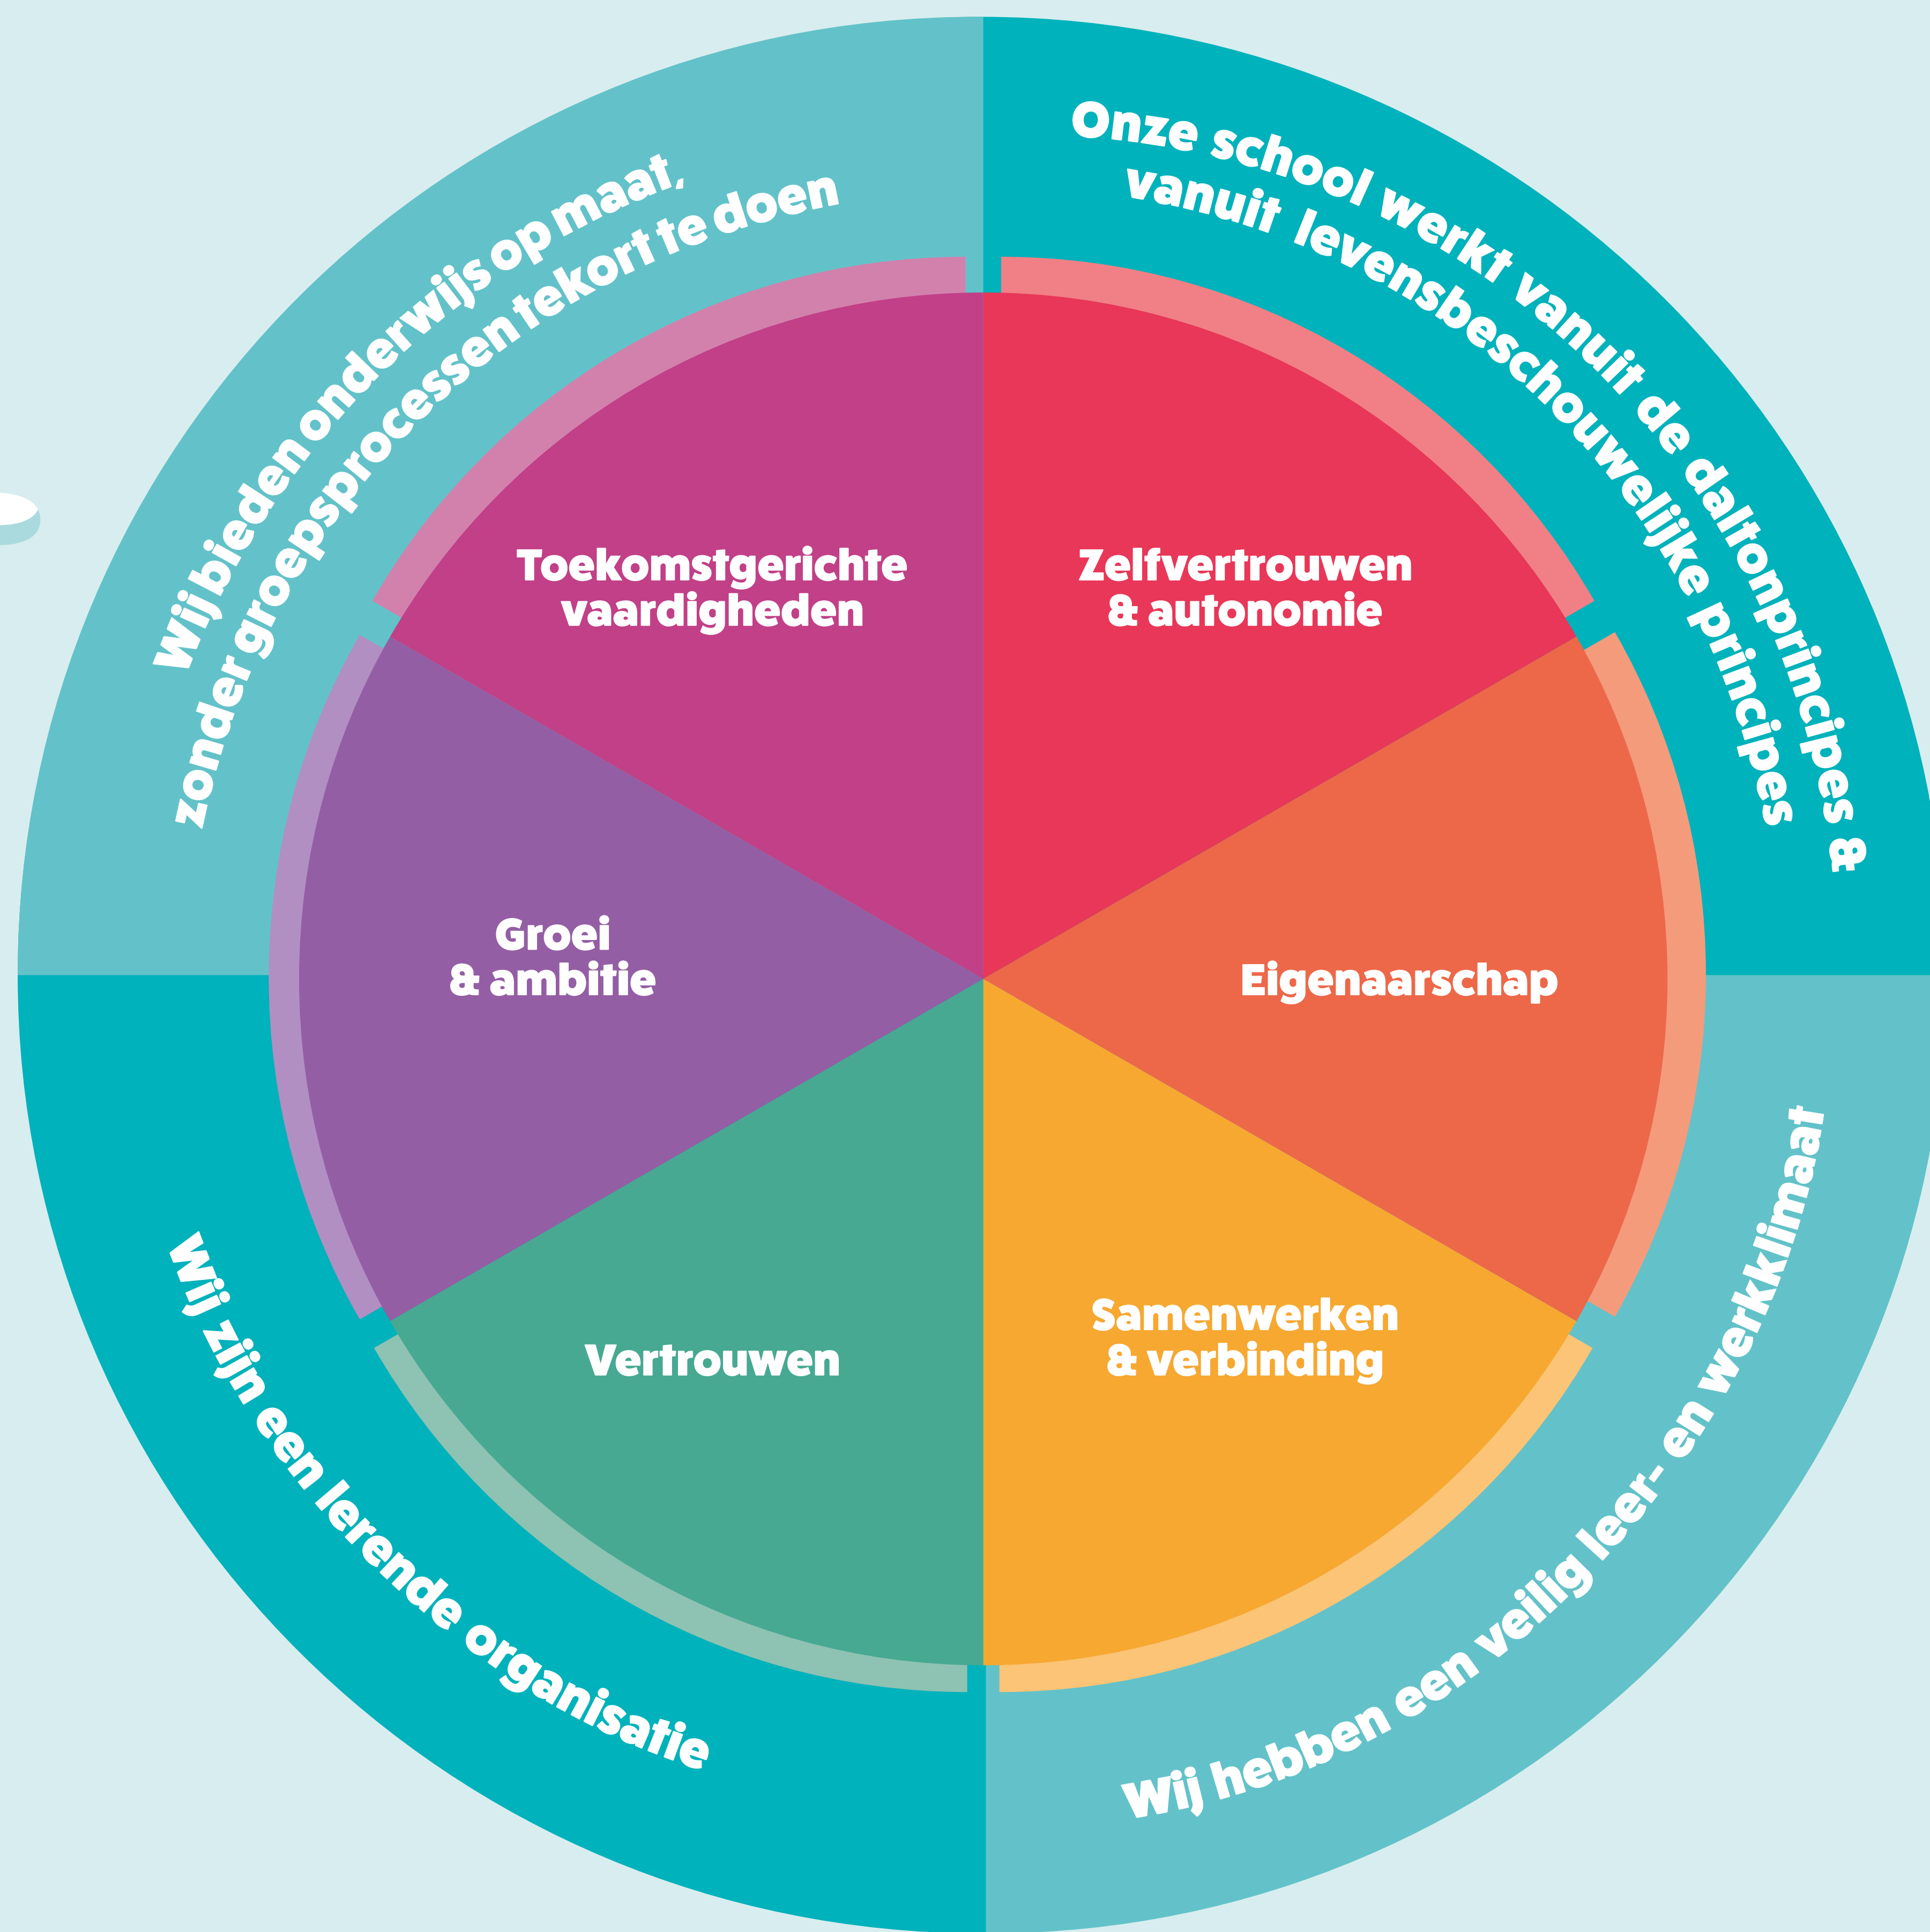 Onze school werkt vanuit de daltonprincipes &
vanuit levensbeschouwelijke principes
Wij bieden onderwijs op maat,
zonder groepsprocessen tekort te doen
Toekomstgerichte
vaardigheden
Zelfvertrouwen
& autonomie
Groei
& ambitie
Eigenaarschap
Vertrouwen
Samenwerken
& verbinding
Wij zijn een lerende organisatie
Wij hebben een veilig leer- en werkklimaat